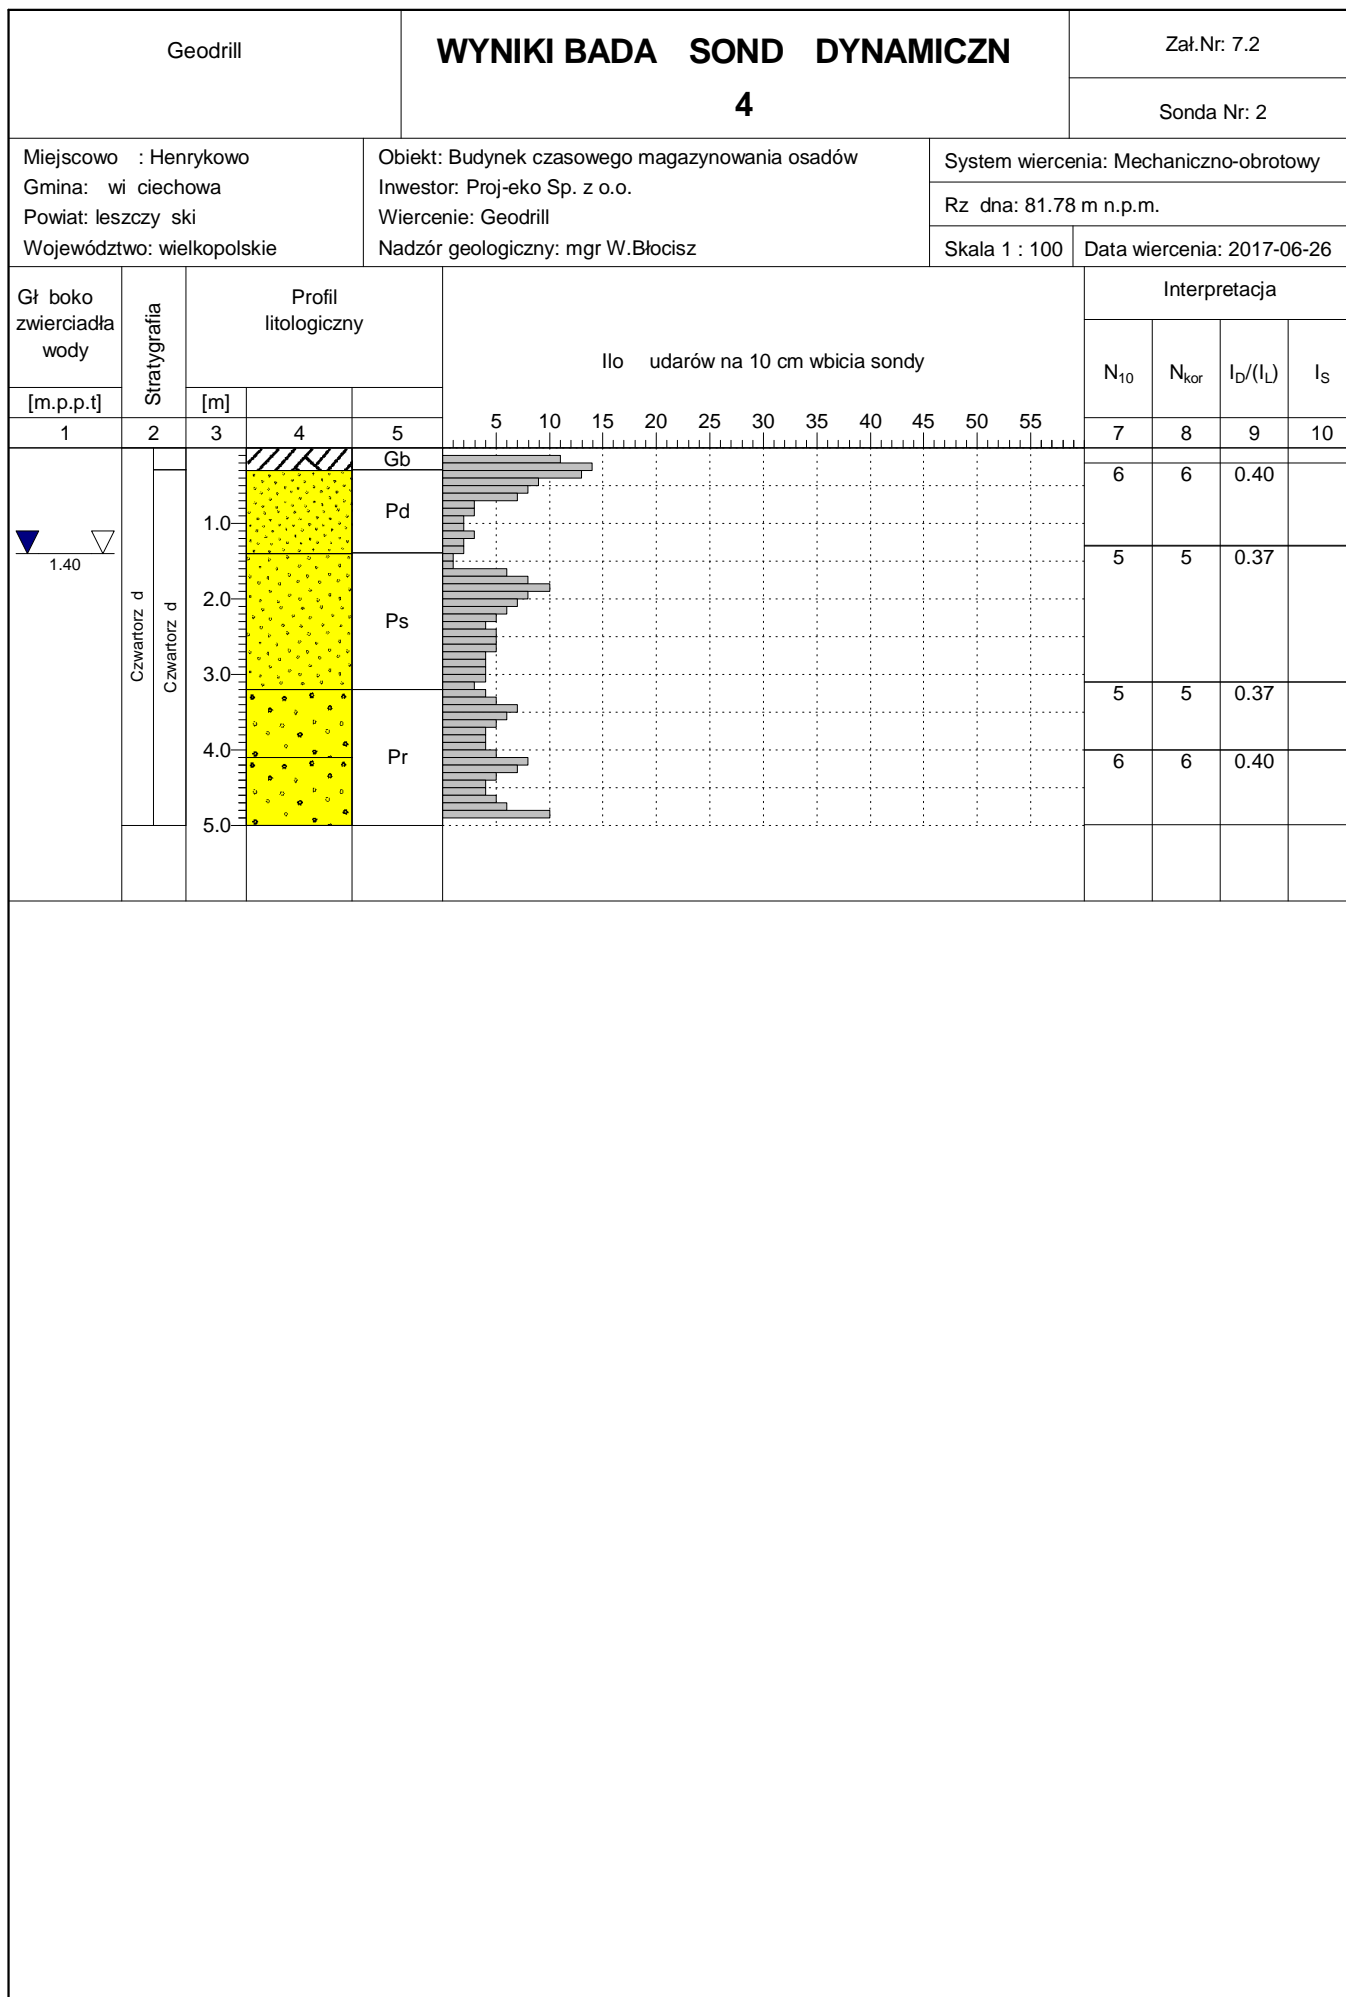 Geodrill
WYNIKI BADA SOND DYNAMICZN
4
Zał.Nr: 7.2
Sonda Nr: 2
Miejscowo : Henrykowo
Gmina: wi ciechowa
Powiat: leszczy ski
Województwo: wielkopolskie
Obiekt: Budynek czasowego magazynowania osadów
Inwestor: Proj-eko Sp. z o.o.
Wiercenie: Geodrill
Nadzór geologiczny: mgr W.Błocisz
System wiercenia: Mechaniczno-obrotowy
Rz dna: 81.78 m n.p.m.
Skala 1 : 100
Data wiercenia: 2017-06-26
Gł boko
zwierciadła
wody
[m.p.p.t]
Stratygrafia
Profil
litologiczny
[m]
Ilo udarów na 10 cm wbicia sondy
5 10 15 20 25 30 35 40 45 50 55
Interpretacja
N10 Nkor ID/(IL) IS
1 2 3 4 5 7 8 9 10
Gb
6 6 0.40
Pd
1.0
1.40
5 5 0.37
Czwartorz d
Czwartorz d
2.0
Ps
3.0
5 5 0.37
4.0
Pr
6 6 0.40
5.0